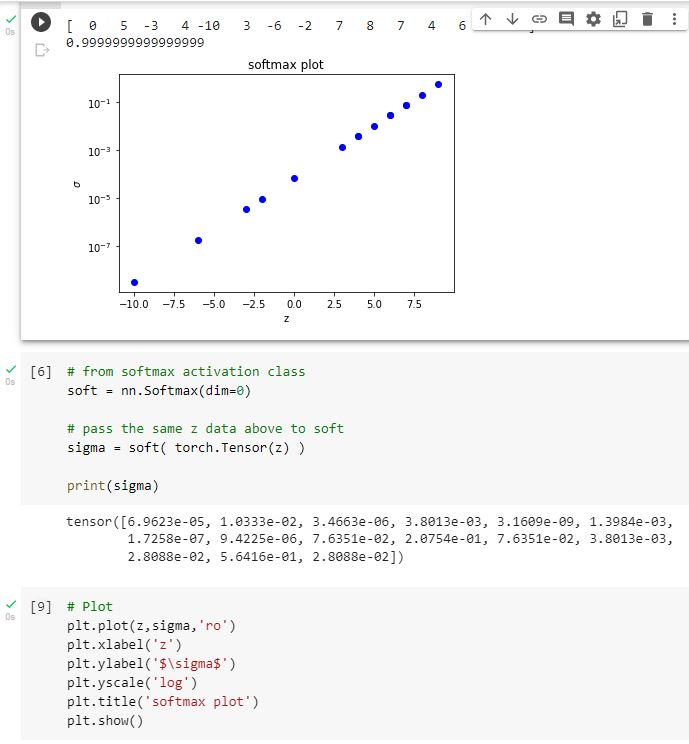 [ 0 5 -3 4 -10 3 -6 -2 7 8 7 4 6
0s
0.9999999999999999
softmax plot
10⁻¹
10⁻³
10⁻⁵
10⁻⁷
σ
−10.0 −7.5 −5.0 −2.5 0.0 2.5 5.0 7.5
z
[6] # from softmax activation class
0s
soft = nn.Softmax(dim=0)
# pass the same z data above to soft
sigma = soft( torch.Tensor(z) )
print(sigma)
tensor([6.9623e-05, 1.0333e-02, 3.4663e-06, 3.8013e-03, 3.1609e-09, 1.3984e-03,
1.7258e-07, 9.4225e-06, 7.6351e-02, 2.0754e-01, 7.6351e-02, 3.8013e-03,
2.8088e-02, 5.6416e-01, 2.8088e-02])
[9] # Plot
0s
plt.plot(z,sigma,'ro')
plt.xlabel('z')
plt.ylabel('$\sigma$')
plt.yscale('log')
plt.title('softmax plot')
plt.show()